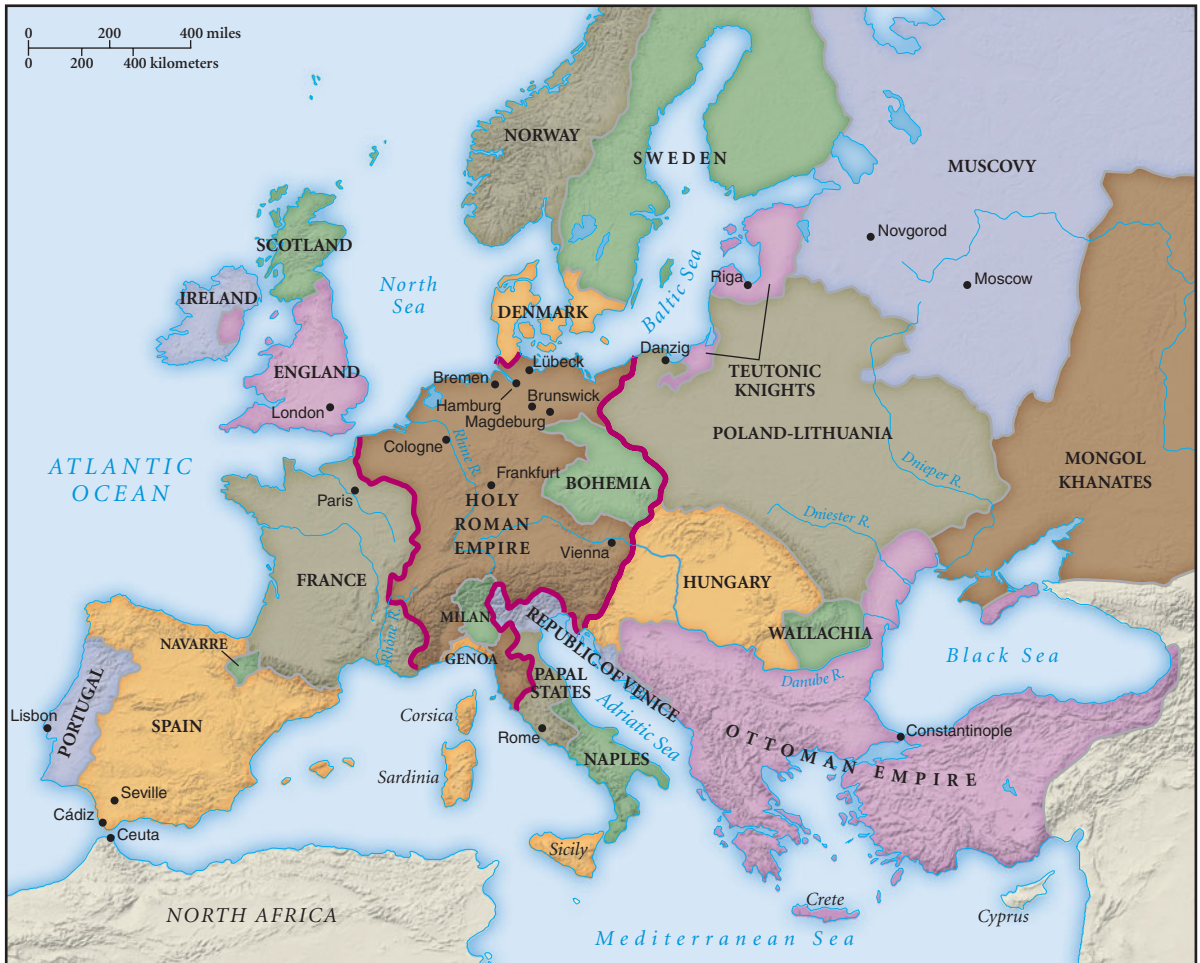 0 200 400 miles
0 200 400 kilometers
NORWAY
SWEDEN
MUSCOVY
Novgorod
Moscow
SCOTLAND
North
Sea
Baltic Sea
Riga
IRELAND
DENMARK
Danzig
Lübeck
Bremen
Hamburg
Brunswick
Magdeburg
TEUTONIC
KNIGHTS
ENGLAND
London
POLAND-LITHUANIA
Cologne
Rhine R.
Frankfurt
BOHEMIA
Dnieper R.
MONGOL
KHANATES
ATLANTIC
OCEAN
Paris
HOLY
ROMAN
EMPIRE
Dniester R.
Vienna
FRANCE
HUNGARY
Rhone R.
MILAN
REPUBLIC OF VENICE
WALLACHIA
NAVARRE
GENOA
PAPAL
STATES
Danube R.
Black Sea
PORTUGAL
Lisbon
SPAIN
Corsica
Adriatic Sea
Rome
Constantinople
OTTOMAN EMPIRE
Sardinia
NAPLES
Seville
Cádiz
Ceuta
Sicily
Crete
Cyprus
NORTH AFRICA
Mediterranean Sea